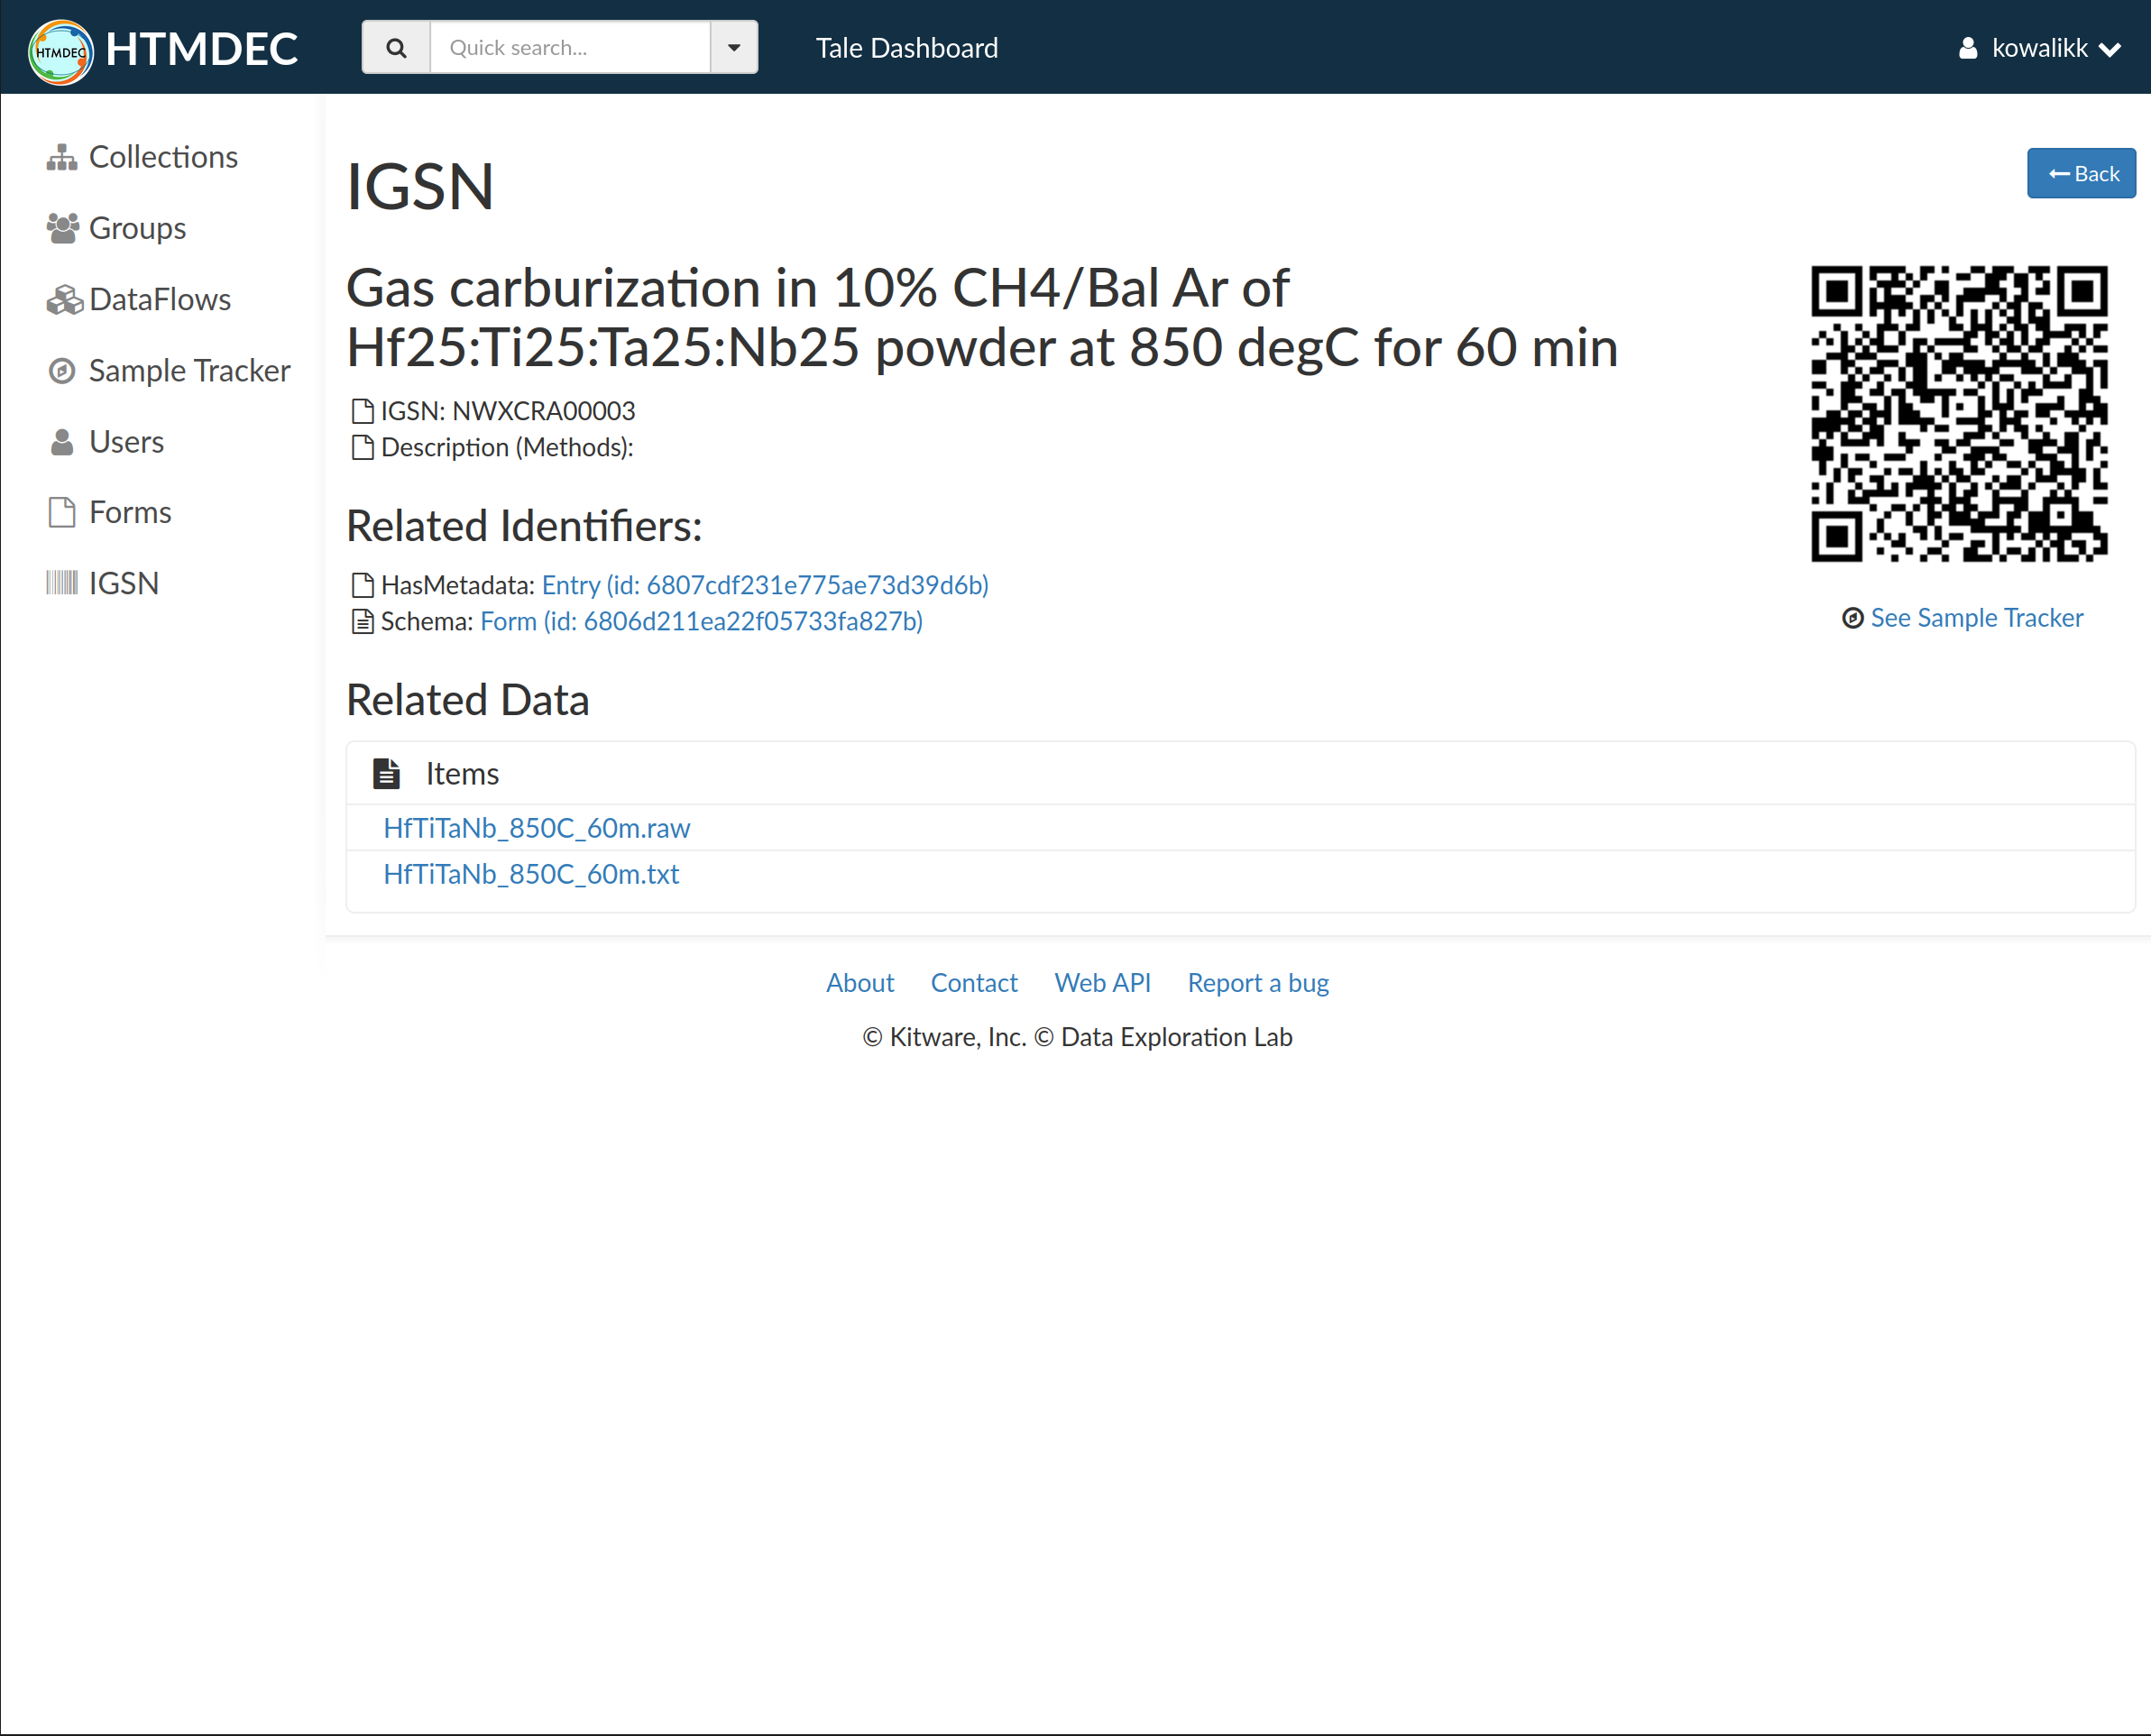 HTMDEC
HTMDEC
Quick search...
Tale Dashboard
kowalikk
Collections
Groups
DataFlows
Sample Tracker
Users
Forms
IGSN
IGSN
Back
Gas carburization in 10% CH4/Bal Ar of
Hf25:Ti25:Ta25:Nb25 powder at 850 degC for 60 min
IGSN: NWXCRA00003
Description (Methods):
Related Identifiers:
HasMetadata: Entry (id: 6807cdf231e775ae73d39d6b)
Schema: Form (id: 6806d211ea22f05733fa827b)
See Sample Tracker
Related Data
Items
HfTiTaNb_850C_60m.raw
HfTiTaNb_850C_60m.txt
About Contact Web API Report a bug
© Kitware, Inc. © Data Exploration Lab